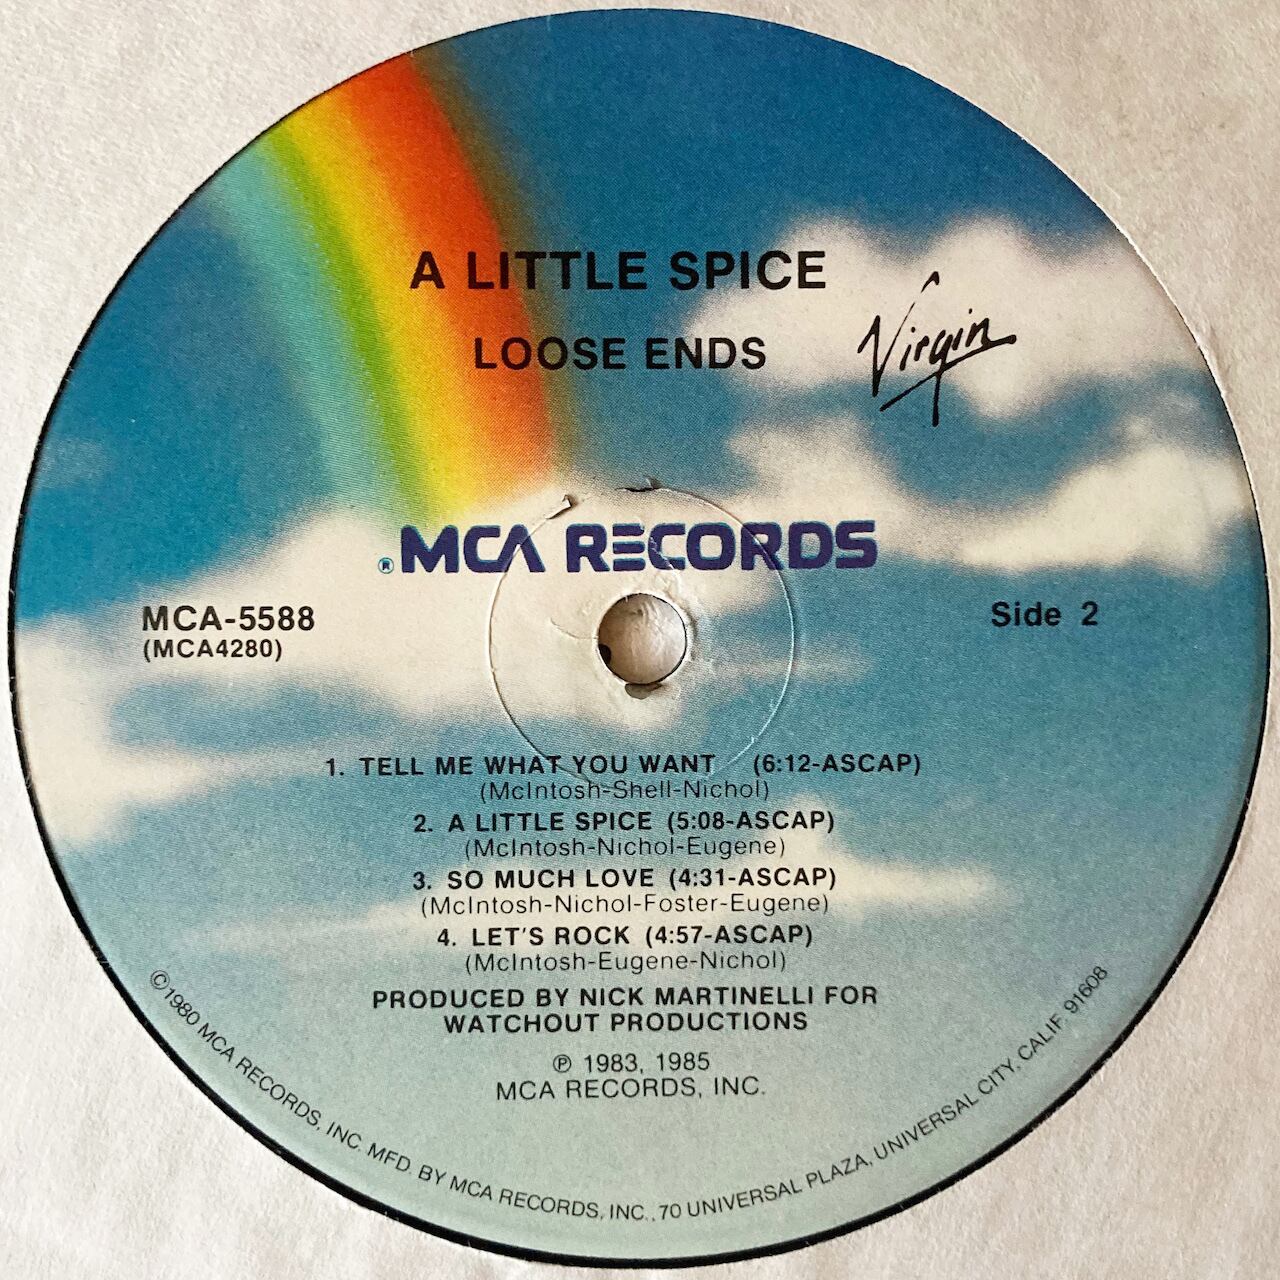 A LITTLE SPICE
LOOSE ENDS
Virgin
® MCA RECORDS
MCA-5588
(MCA4280)
Side 2
1. TELL ME WHAT YOU WANT (6:12-ASCAP)
(McIntosh-Shell-Nichol)
2. A LITTLE SPICE (5:08-ASCAP)
(McIntosh-Nichol-Eugene)
3. SO MUCH LOVE (4:31-ASCAP)
(McIntosh-Nichol-Foster-Eugene)
4. LET'S ROCK (4:57-ASCAP)
(McIntosh-Eugene-Nichol)
PRODUCED BY NICK MARTINELLI FOR
WATCHOUT PRODUCTIONS
℗ 1983, 1985
MCA RECORDS, INC.
©1980 MCA RECORDS, INC. MFD. BY MCA RECORDS, INC., 70 UNIVERSAL PLAZA, UNIVERSAL CITY, CALIF. 91608